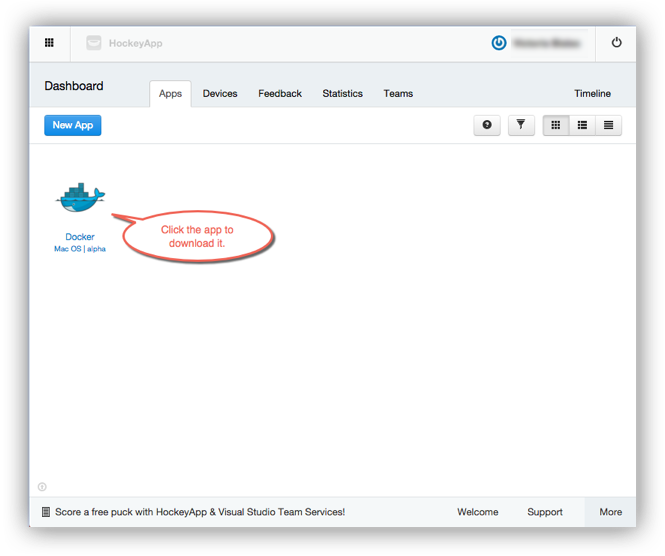 HockeyApp
Dashboard
Apps
Devices
Feedback
Statistics
Teams
Timeline
New App
Click the app to
download it.
Docker
Mac OS | alpha
Score a free puck with HockeyApp & Visual Studio Team Services!
Welcome
Support
More